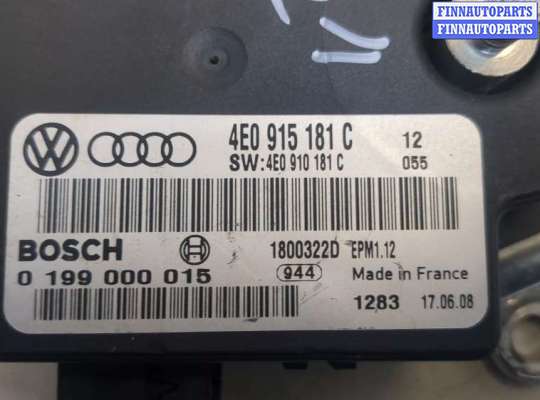 FINNAUTOPARTS
FINNAUTOPARTS
4E0 915 181 C 12
SW:4E0 910 181 C 055
BOSCH 1800322D EPM1.12
0 199 000 015 944 Made in France
1283 17.06.08